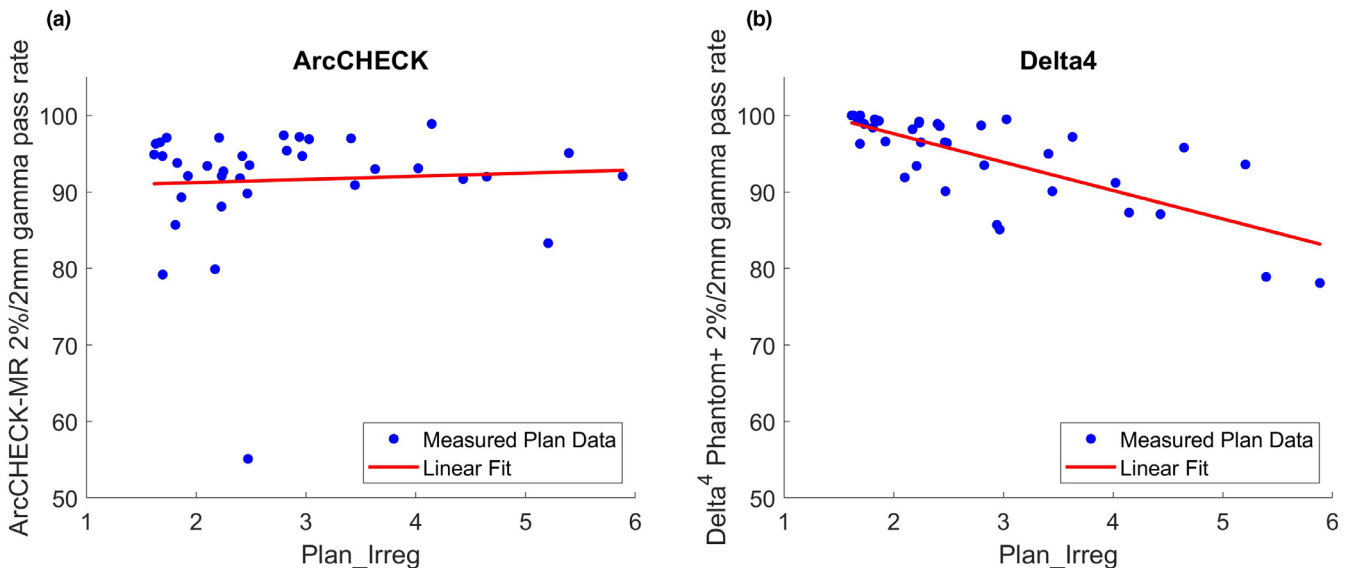 (a)
ArcCHECK
ArcCHECK-MR 2%/2mm gamma pass rate
100
90
80
70
60
50
1 2 3 4 5 6
Plan_Irreg
Measured Plan Data
Linear Fit
(b)
Delta4
Delta⁴ Phantom+ 2%/2mm gamma pass rate
100
90
80
70
60
50
1 2 3 4 5 6
Plan_Irreg
Measured Plan Data
Linear Fit